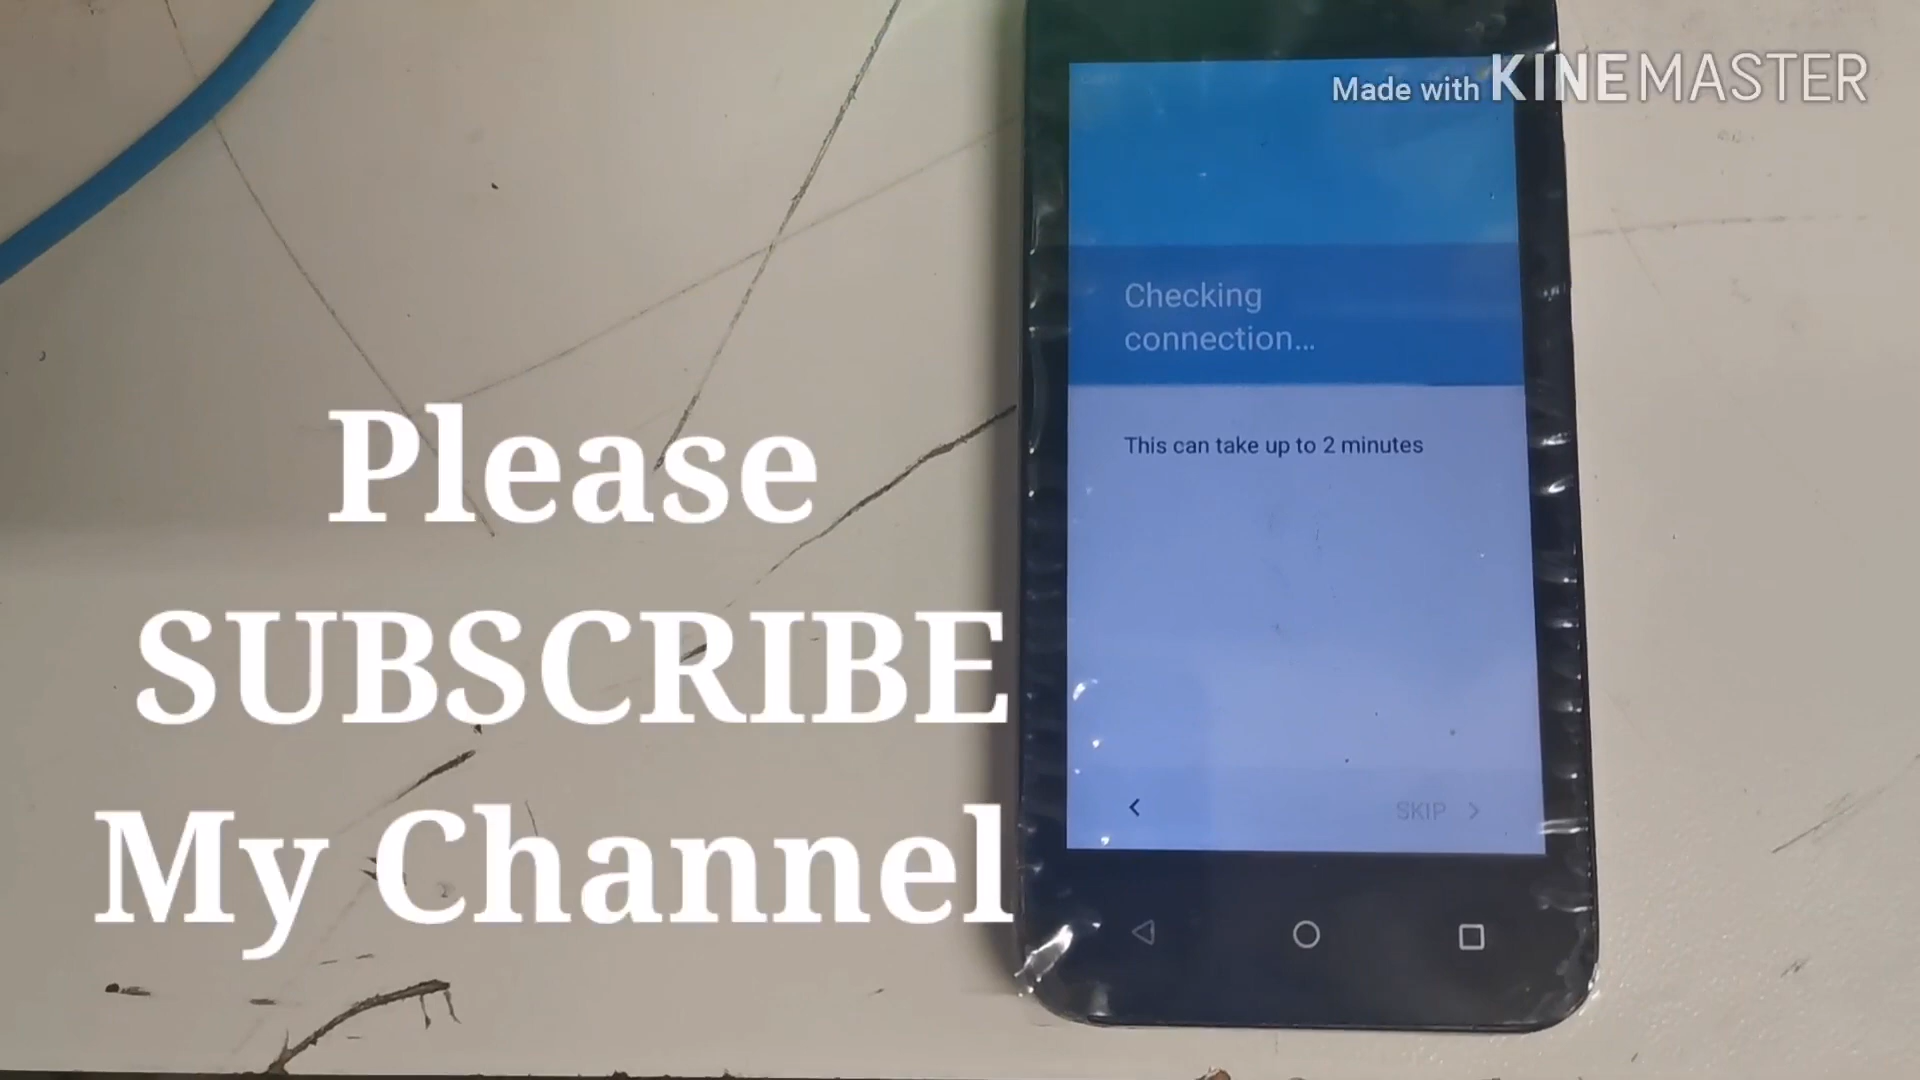 Made with KINEMASTER
Checking
connection...
This can take up to 2 minutes
SKIP
Please
SUBSCRIBE
My Channel